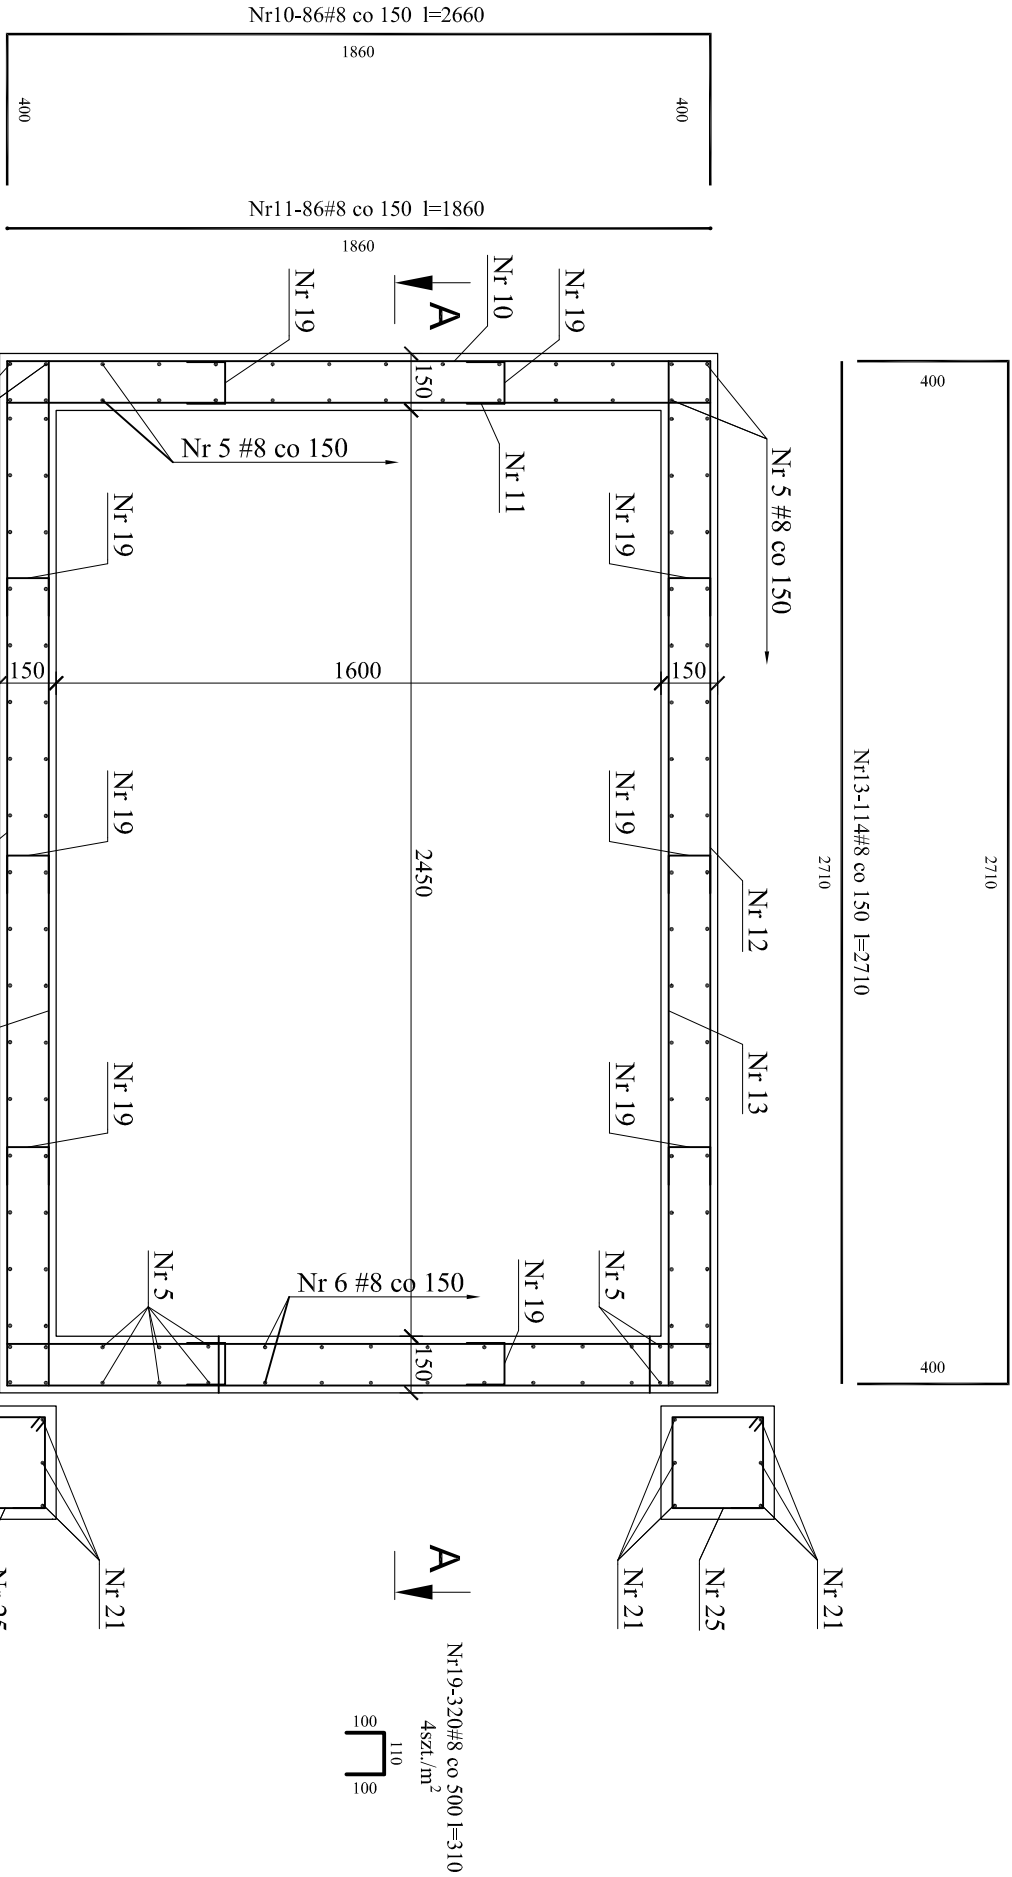 Nr10-86#8 co 150 l=2660
1860
400
400
Nr11-86#8 co 150 l=1860
1860
Nr 19
A
Nr 10
Nr 19
400
150
Nr 5 #8 co 150
Nr 11
Nr 5 #8 co 150
Nr 19
Nr 19
150
1600
150
Nr13-114#8 co 150 l=2710
2710
2710
Nr 19
2450
Nr 19
Nr 12
Nr 13
Nr 19
Nr 19
Nr 5
Nr 6 #8 co 150
Nr 19
Nr 5
150
400
A
Nr 21
Nr 21
Nr 25
Nr 21
Nr19-320#8 co 500 l=310
4szt./m²
100
110
100